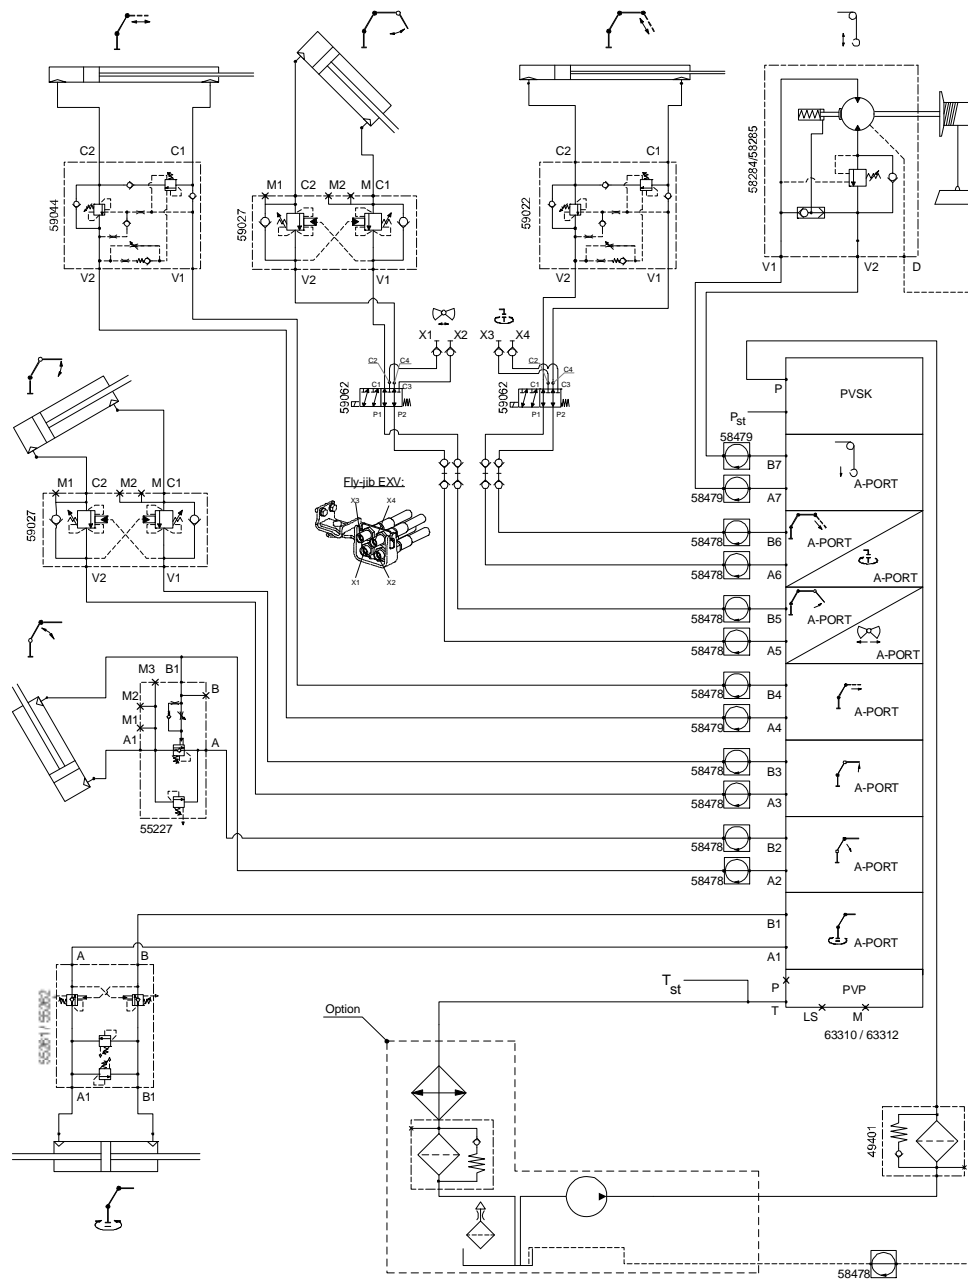 C2 C1
59044
V2 V1
M1 C2 M2 M C1
59027
V2 V1
C2 C1
59022
V2 V1
58284/58285
V1 V2 D
X1 X2 X3 X4
C2 C4
C1 C3
59062
P1 P2
C2 C4
C1 C3
59062
P1 P2
M1 C2 M2 M C1
59027
V2 V1
Fly-jib EXV:
X3 X4
X1 X2
P
PVSK
Pst
58479
B7
A-PORT
58479 A7
B6
A-PORT
58478
A6
A-PORT
58478
B5
A-PORT
58478
A5
A-PORT
58478
B4
58478
A-PORT
A4
58479
B3
58478
A-PORT
A3
58478
B2
58478
A-PORT
A2
58478
B1
A-PORT
A1
M3 B1
M2 B
M1
A1 A
55227
A B
55261 / 55262
A1 B1
Tst
P
PVP
T
LS M
63310 / 63312
Option
49401
58478